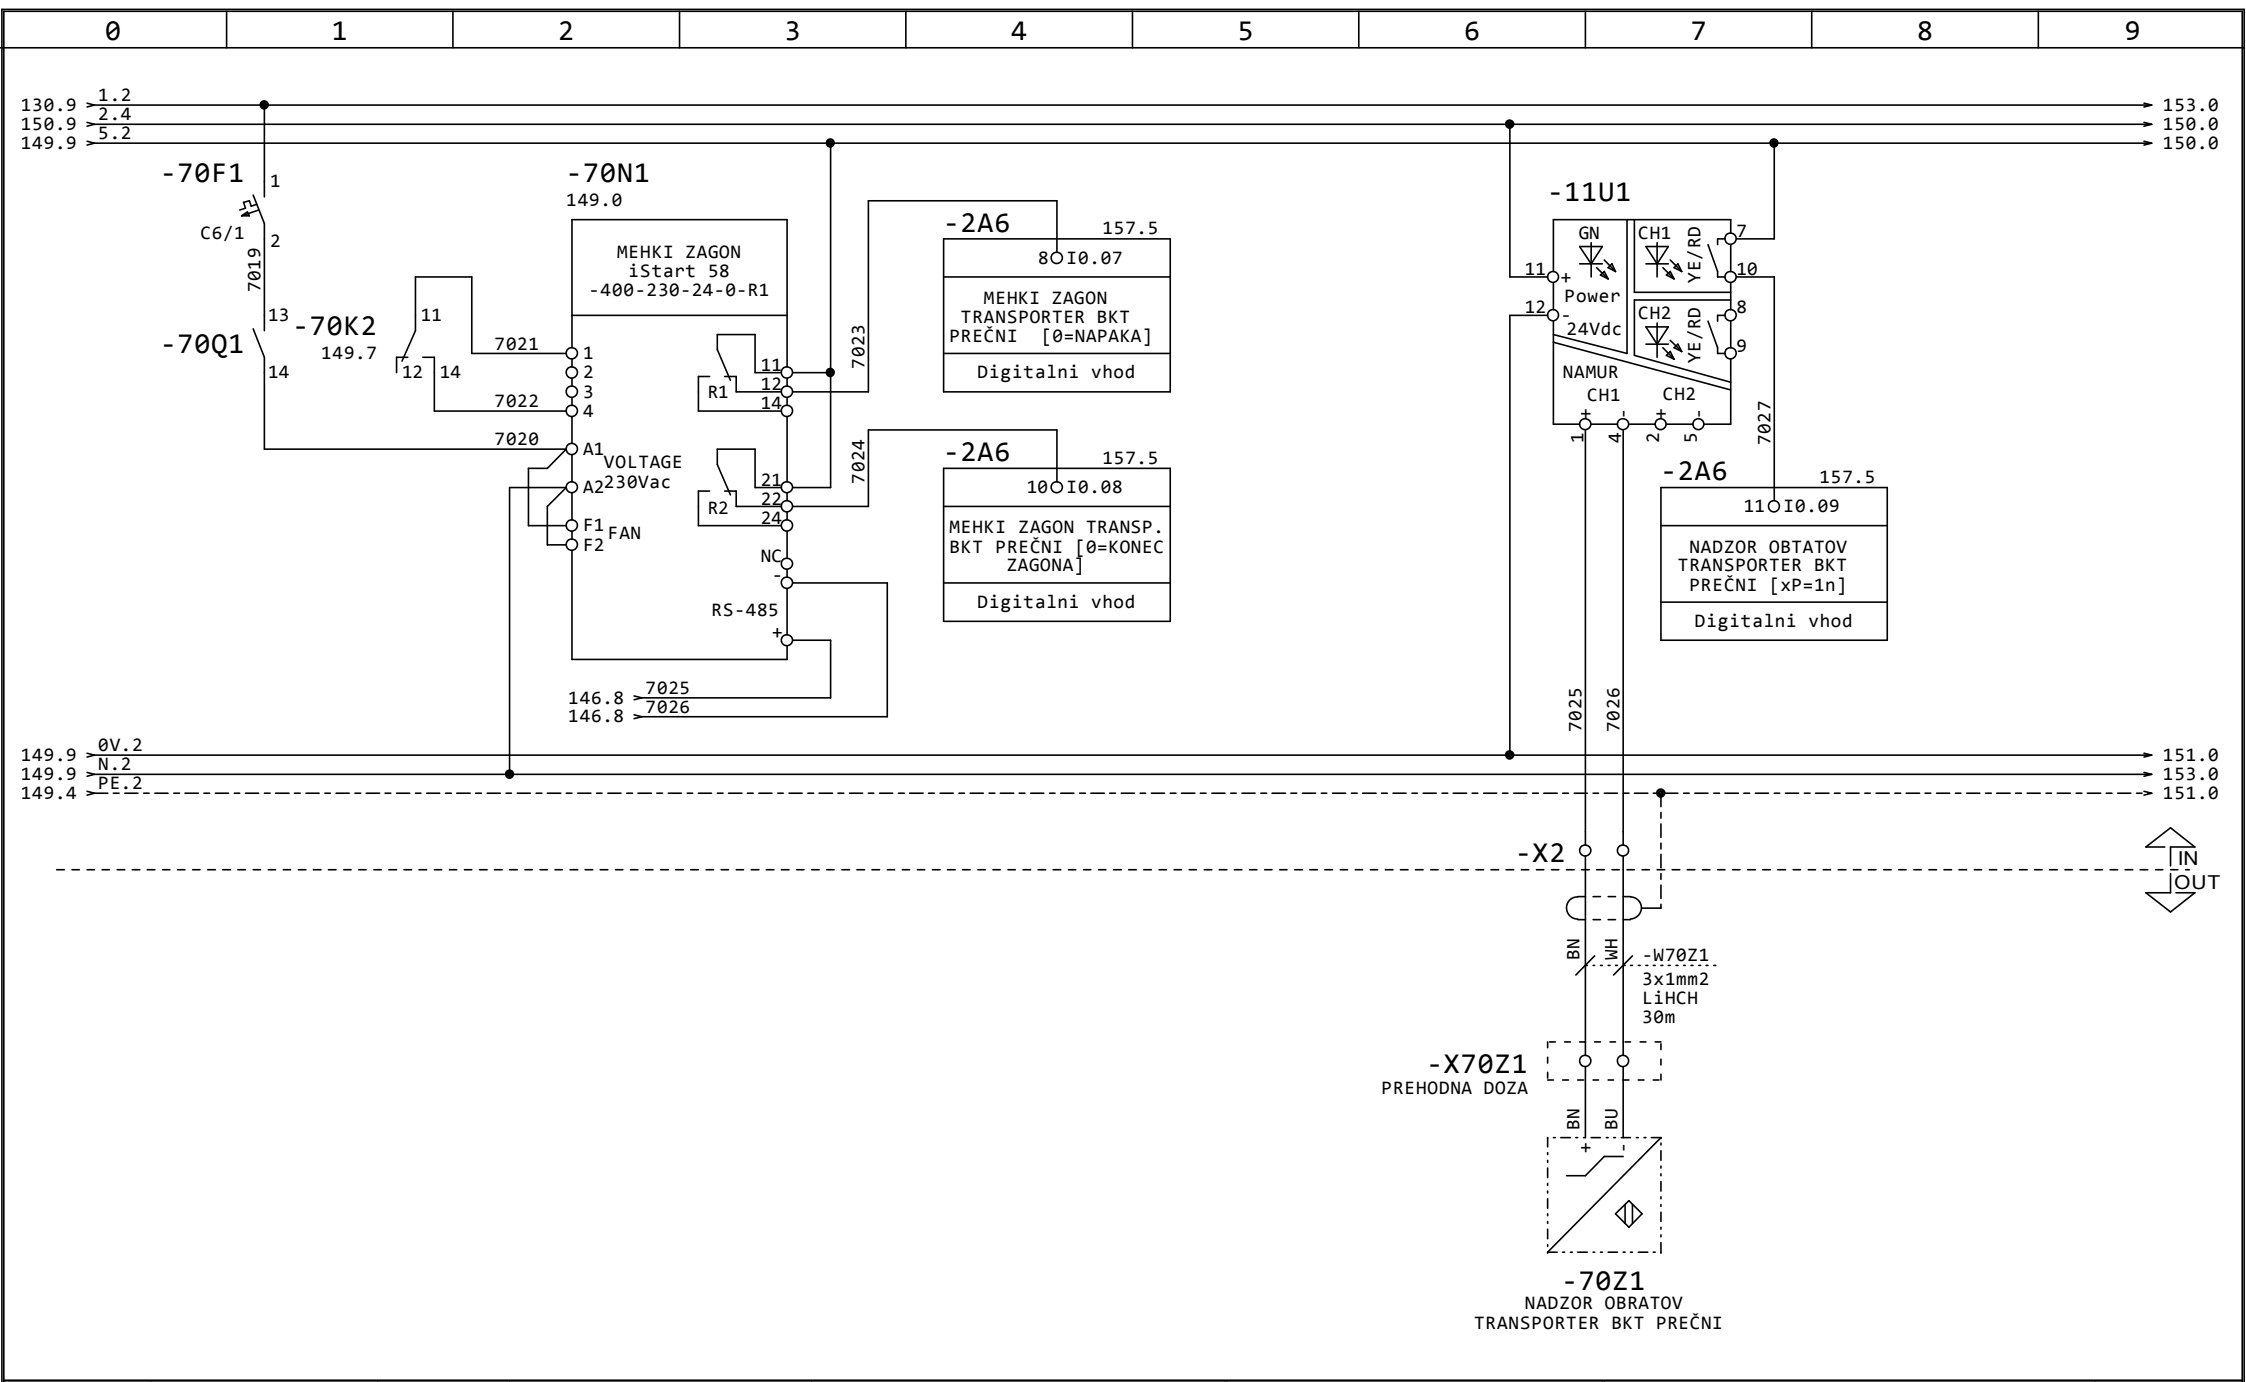 0 1 2 3 4 5 6 7 8 9
130.9 1.2 153.0
150.9 2.4 150.0
149.9 5.2 150.0
-70F1
1
C6/1
2
7019
13
-70Q1
14
-70K2
149.7
11
12 14
-70N1
149.0
MEHKI ZAGON
iStart 58
-400-230-24-0-R1
7021 1
2
3
7022 4
7020 A1
VOLTAGE
A2 230Vac
F1
FAN
F2
11
R1 12
14
21
22
R2
24
NC
-
RS-485
+
7023
7024
146.8 7025
146.8 7026
-2A6
157.5
8 I0.07
MEHKI ZAGON
TRANSPORTER BKT
PREČNI [0=NAPAKA]
Digitalni vhod
-2A6
157.5
10 I0.08
MEHKI ZAGON TRANSP.
BKT PREČNI [0=KONEC
ZAGONA]
Digitalni vhod
-11U1
GN CH1 YE/RD 7
11 + 10
Power
12 - CH2 YE/RD 8
24Vdc
9
NAMUR
CH1 CH2
+ - + -
1 4 2 5
7027
-2A6
157.5
11 I0.09
NADZOR OBTATOV
TRANSPORTER BKT
PREČNI [xP=1n]
Digitalni vhod
7025 7026
149.9 0V.2 151.0
149.9 N.2 153.0
149.4 PE.2 151.0
-X2
IN
OUT
BN WH
-W70Z1
3x1mm2
LiHCH
30m
-X70Z1
PREHODNA DOZA
BN BU
+ -
-70Z1
NADZOR OBRATOV
TRANSPORTER BKT PREČNI